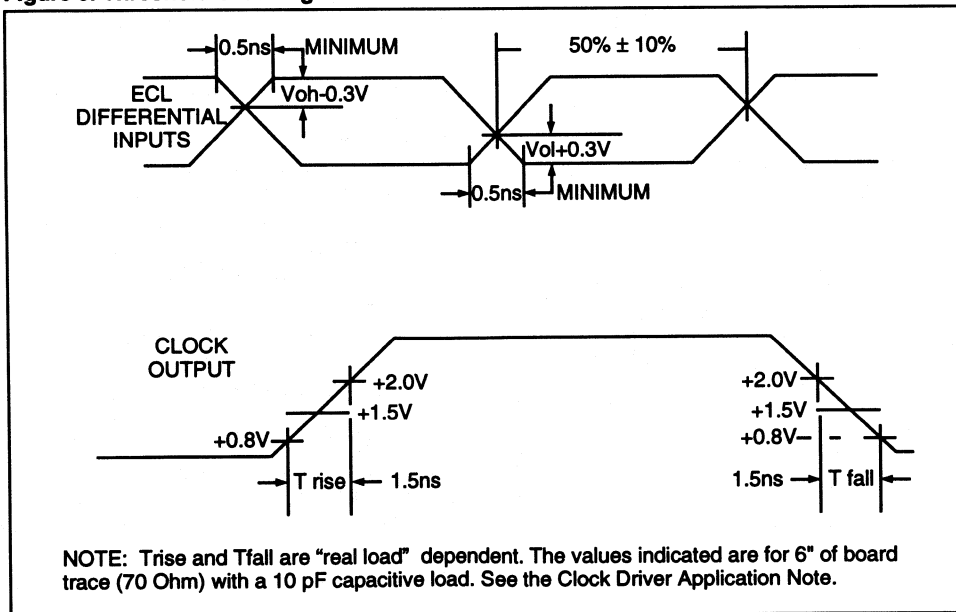 0.5ns MINIMUM
50% ± 10%
Voh-0.3V
ECL
DIFFERENTIAL
INPUTS
Vol+0.3V
0.5ns MINIMUM
CLOCK
OUTPUT
+2.0V
+1.5V
+0.8V
T rise 1.5ns
+2.0V
+1.5V
+0.8V
1.5ns T fall
NOTE: Trise and Tfall are "real load" dependent. The values indicated are for 6" of board
trace (70 Ohm) with a 10 pF capacitive load. See the Clock Driver Application Note.